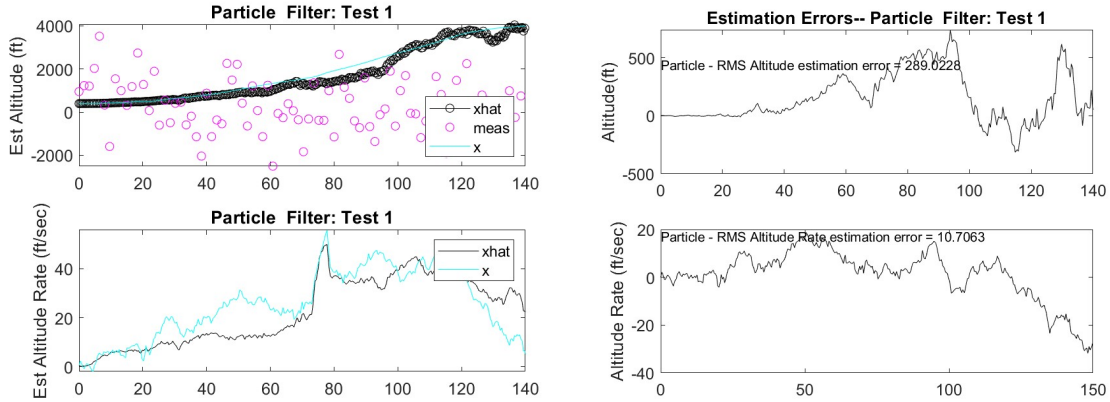 Particle  Filter: Test 1
Est Altitude (ft)
4000
2000
0
-2000
xhat
meas
x
0 20 40 60 80 100 120 140
Particle  Filter: Test 1
Est Altitude Rate (ft/sec)
40
20
0
xhat
x
0 20 40 60 80 100 120 140
Estimation Errors-- Particle  Filter: Test 1
Altitude(ft)
500
Particle - RMS Altitude estimation error = 289.0228
0
-500
0 20 40 60 80 100 120 140
Altitude Rate (ft/sec)
20
Particle - RMS Altitude Rate estimation error = 10.7063
0
-20
-40
0 50 100 150